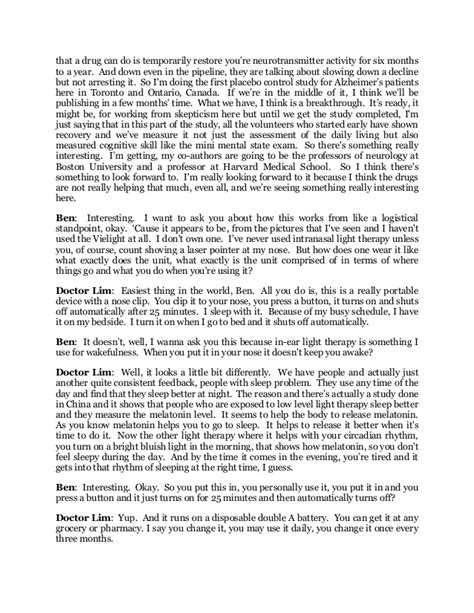 that a drug can do is temporarily restore you're neurotransmitter activity for six months
to a year.  And down even in the pipeline, they are talking about slowing down a decline
but not arresting it.  So I'm doing the first placebo control study for Alzheimer's patients
here in Toronto and Ontario, Canada.  If we're in the middle of it, I think we'll be
publishing in a few months' time.  What we have, I think is a breakthrough.  It's ready, it
might be, for working from skepticism here but until we get the study completed, I'm
just saying that in this part of the study, all the volunteers who started early have shown
recovery and we've measure it not just the assessment of the daily living but also
measured cognitive skill like the mini mental state exam.  So there's something really
interesting.  I'm getting, my co-authors are going to be the professors of neurology at
Boston University and a professor at Harvard Medical School.  So I think there's
something to look forward to.  I'm really looking forward to it because I think the drugs
are not really helping that much, even all, and we're seeing something really interesting
here.
Ben:  Interesting.  I want to ask you about how this works from like a logistical
standpoint, okay.  'Cause it appears to be, from the pictures that I've seen and I haven't
used the Vielight at all.  I don't own one.  I've never used intranasal light therapy unless
you, of course, count shoving a laser pointer at my nose.  But how does one wear it like
what exactly does the unit, what exactly is the unit comprised of in terms of where
things go and what you do when you're using it?
Doctor Lim:  Easiest thing in the world, Ben.  All you do is, this is a really portable
device with a nose clip.  You clip it to your nose, you press a button, it turns on and shuts
off automatically after 25 minutes.  I sleep with it.  Because of my busy schedule, I have
it on my bedside.  I turn it on when I go to bed and it shuts off automatically.
Ben:  It doesn't, well, I wanna ask you this because in-ear light therapy is something I
use for wakefulness.  When you put it in your nose it doesn't keep you awake?
Doctor Lim:  Well, it looks a little bit differently.  We have people and actually just
another quite consistent feedback, people with sleep problem.  They use any time of the
day and find that they sleep better at night.  The reason and there's actually a study done
in China and it shows that people who are exposed to low level light therapy sleep better
and they measure the melatonin level.  It seems to help the body to release melatonin.
As you know melatonin helps you to go to sleep.  It helps to release it better when it's
time to do it.  Now the other light therapy where it helps with your circadian rhythm,
you turn on a bright bluish light in the morning, that shows how melatonin, so you don't
feel sleepy during the day.  And by the time it comes in the evening, you're tired and it
gets into that rhythm of sleeping at the right time, I guess.
Ben:  Interesting.  Okay.  So you put this in, you personally use it, you put it in and you
press a button and it just turns on for 25 minutes and then automatically turns off?
Doctor Lim:  Yup.  And it runs on a disposable double A battery.  You can get it at any
grocery or pharmacy.  I say you change it, you may use it daily, you change it once every
three months.